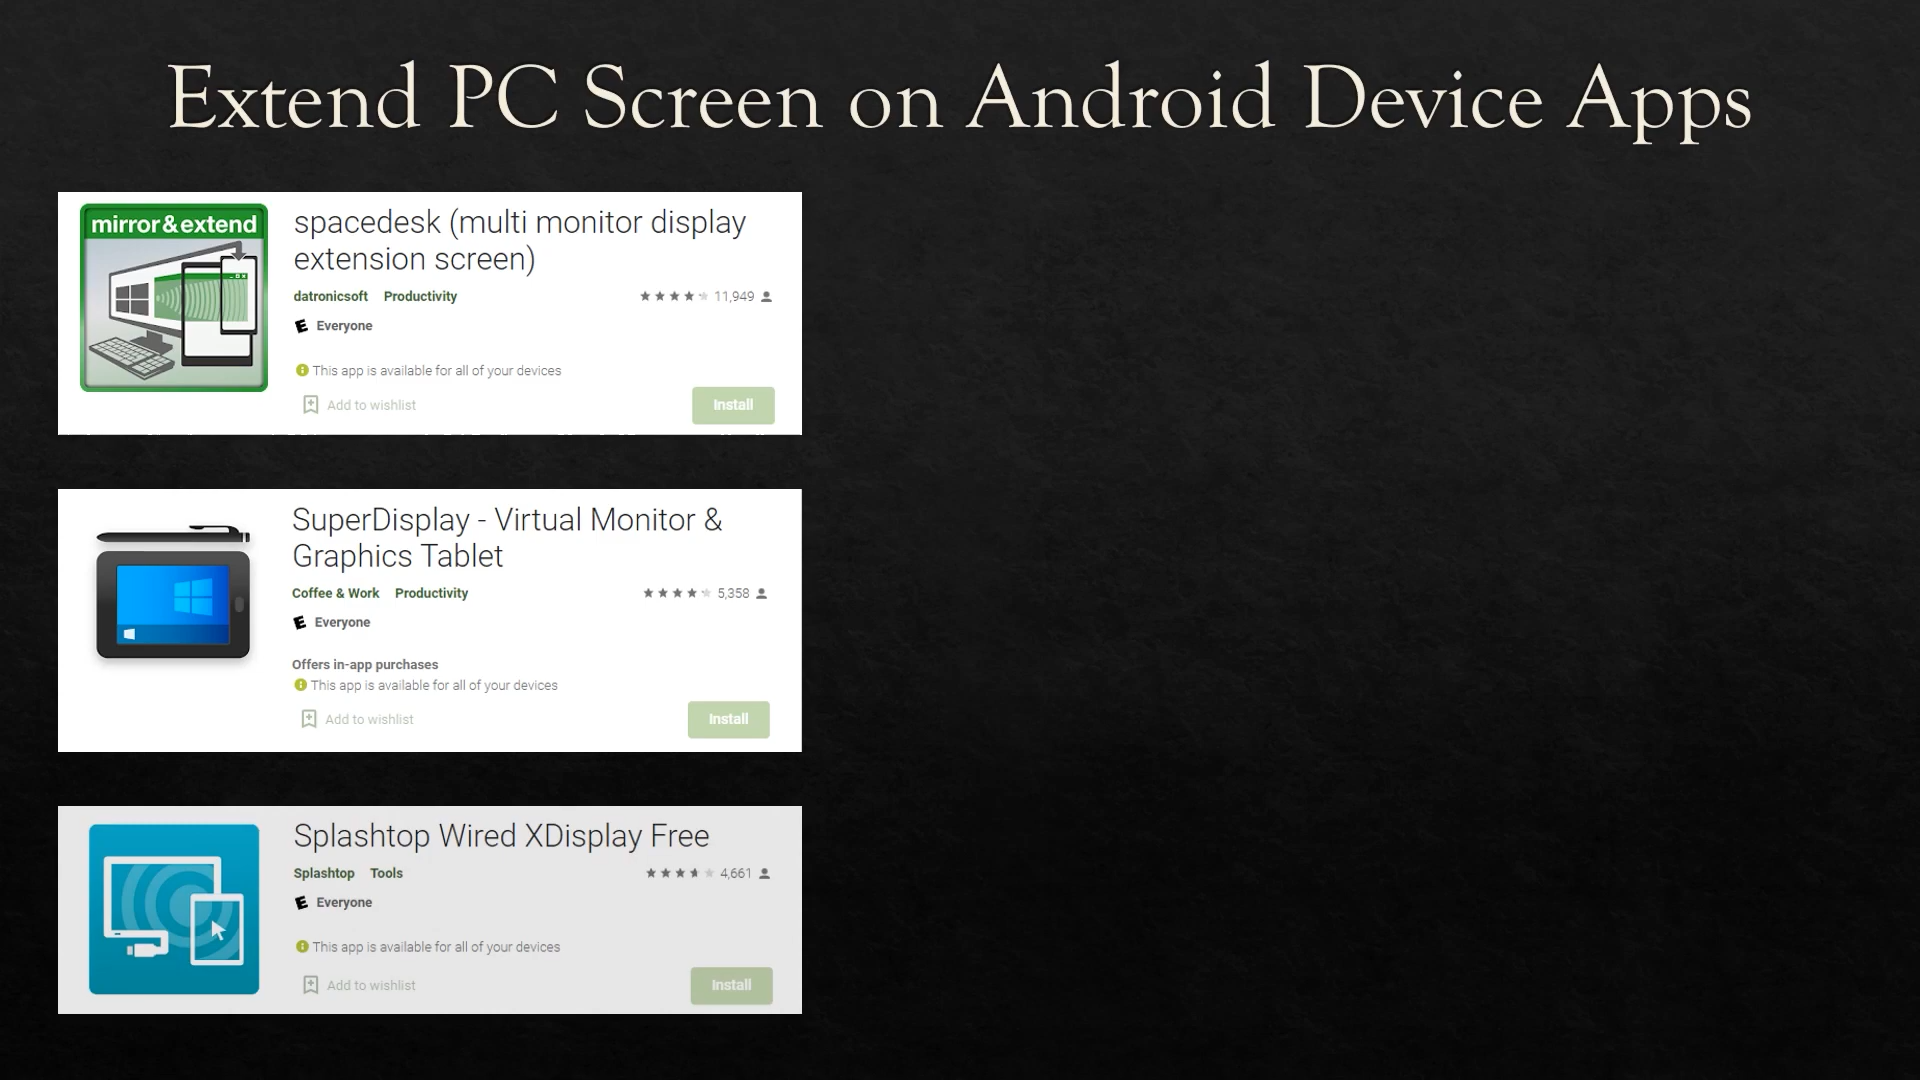 Extend PC Screen on Android Device Apps
mirror&extend
spacedesk (multi monitor display
extension screen)
datronicsoft Productivity 11,949
E Everyone
This app is available for all of your devices
Add to wishlist Install
SuperDisplay - Virtual Monitor &
Graphics Tablet
Coffee & Work Productivity 5,358
E Everyone
Offers in-app purchases
This app is available for all of your devices
Add to wishlist Install
Splashtop Wired XDisplay Free
Splashtop Tools 4,661
E Everyone
This app is available for all of your devices
Add to wishlist Install